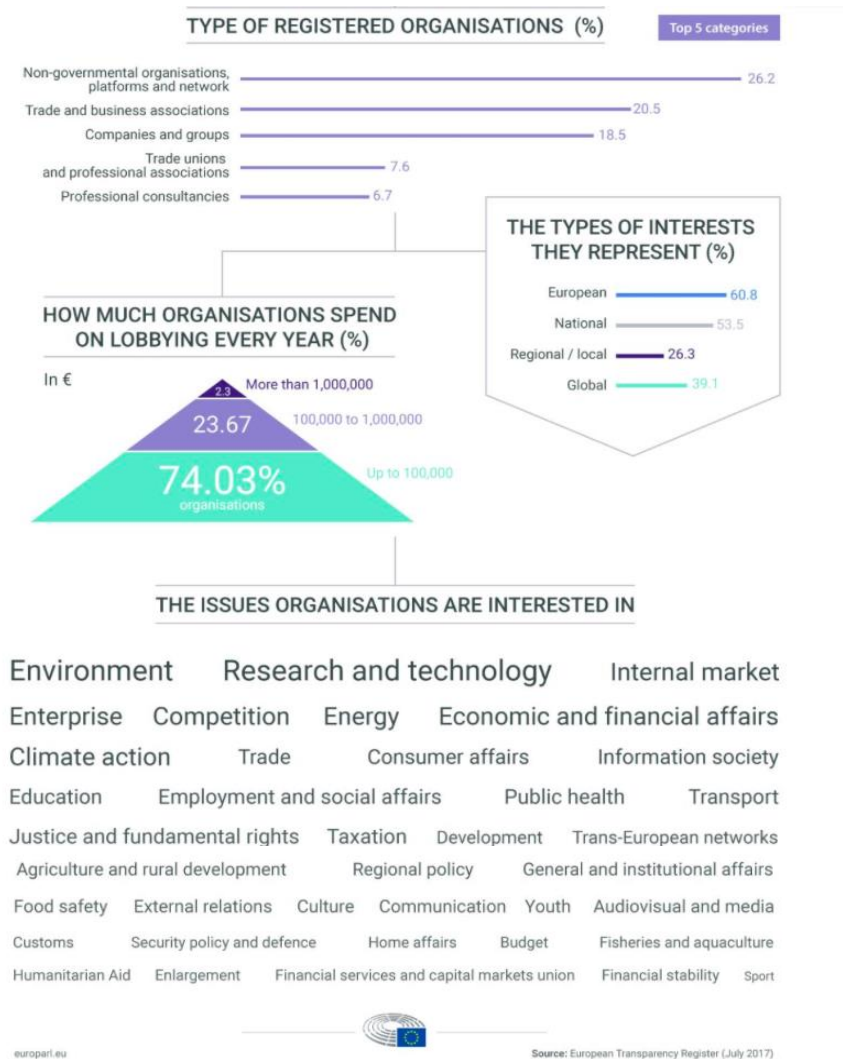 TYPE OF REGISTERED ORGANISATIONS (%)
Top 5 categories
Non-governmental organisations,
platforms and network
26.2
Trade and business associations
20.5
Companies and groups
18.5
Trade unions
and professional associations
7.6
Professional consultancies
6.7
THE TYPES OF INTERESTS
THEY REPRESENT (%)
European
60.8
National
53.5
Regional / local
26.3
Global
39.1
HOW MUCH ORGANISATIONS SPEND
ON LOBBYING EVERY YEAR (%)
In €
2.3
More than 1,000,000
23.67
100,000 to 1,000,000
74.03%
organisations
Up to 100,000
THE ISSUES ORGANISATIONS ARE INTERESTED IN
Environment Research and technology Internal market
Enterprise Competition Energy Economic and financial affairs
Climate action Trade Consumer affairs Information society
Education Employment and social affairs Public health Transport
Justice and fundamental rights Taxation Development Trans-European networks
Agriculture and rural development Regional policy General and institutional affairs
Food safety External relations Culture Communication Youth Audiovisual and media
Customs Security policy and defence Home affairs Budget Fisheries and aquaculture
Humanitarian Aid Enlargement Financial services and capital markets union Financial stability Sport
europarl.eu
Source: European Transparency Register (July 2017)